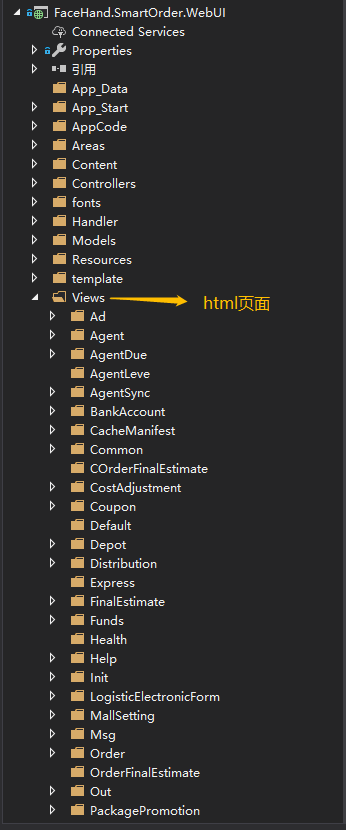 FaceHand.SmartOrder.WebUI
Connected Services
Properties
引用
App_Data
App_Start
AppCode
Areas
Content
Controllers
fonts
Handler
Models
Resources
template
Views html页面
Ad
Agent
AgentDue
AgentLeve
AgentSync
BankAccount
CacheManifest
Common
COrderFinalEstimate
CostAdjustment
Coupon
Default
Depot
Distribution
Express
FinalEstimate
Funds
Health
Help
Init
LogisticElectronicForm
MallSetting
Msg
Order
OrderFinalEstimate
Out
PackagePromotion